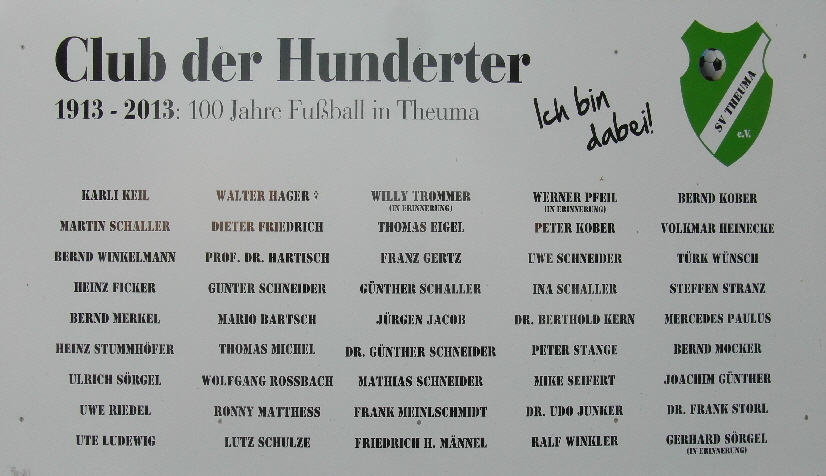 Club der Hunderter
1913 - 2013: 100 Jahre Fußball in Theuma
Ich bin
dabei!
SV THEUMA
e.V.
KARLI KEIL WALTER HAGER ✞ WILLY TROMMER WERNER PFEIL BERND KOBER
(IN ERINNERUNG) (IN ERINNERUNG)
MARTIN SCHALLER DIETER FRIEDRICH THOMAS EIGEL PETER KOBER VOLKMAR HEINECKE
BERND WINKELMANN PROF. DR. HARTISCH FRANZ GERTZ UWE SCHNEIDER TÜRK WÜNSCH
HEINZ FICKER GUNTER SCHNEIDER GÜNTHER SCHALLER INA SCHALLER STEFFEN STRANZ
BERND MERKEL MARIO BARTSCH JÜRGEN JACOB DR. BERTHOLD KERN MERCEDES PAULUS
HEINZ STUMMHÖFER THOMAS MICHEL DR. GÜNTHER SCHNEIDER PETER STANGE BERND MOCKER
ULRICH SÖRGEL WOLFGANG ROSSBACH MATHIAS SCHNEIDER MIKE SEIFERT JOACHIM GÜNTHER
UWE RIEDEL RONNY MATTHESS FRANK MEINLSCHMIDT DR. UDO JUNKER DR. FRANK STORL
UTE LUDEWIG LUTZ SCHULZE FRIEDRICH H. MÄNNEL RALF WINKLER GERHARD SÖRGEL
(IN ERINNERUNG)